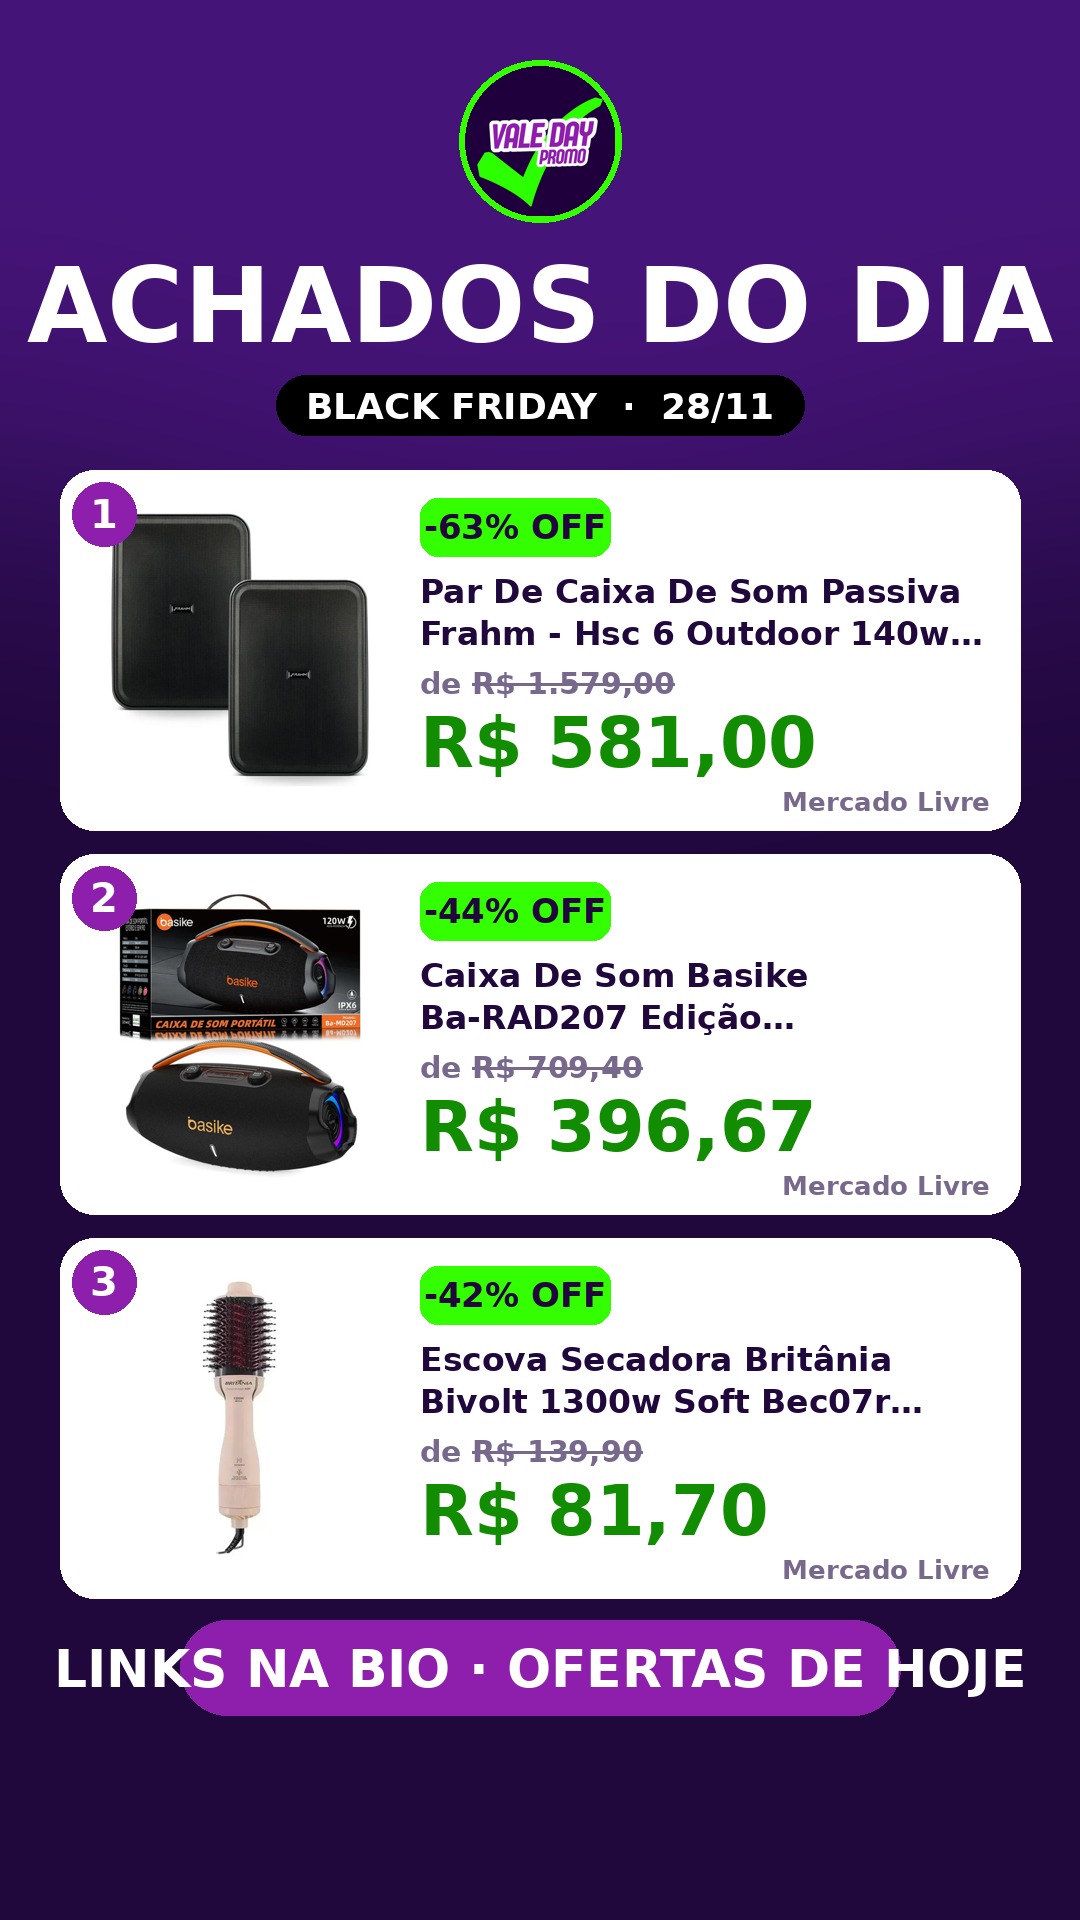 VALE DAY
PROMO
ACHADOS DO DIA
BLACK FRIDAY · 28/11
1
-63% OFF
Par De Caixa De Som Passiva
Frahm - Hsc 6 Outdoor 140w...
de R$ 1.579,00
R$ 581,00
Mercado Livre
FRAHM
FRAHM
2
-44% OFF
Caixa De Som Basike
Ba-RAD207 Edição...
de R$ 709,40
R$ 396,67
Mercado Livre
basike
120W
basike
IPX6
CAIXA DE SOM PORTÁTIL
Ba-MD207
basike
3
-42% OFF
Escova Secadora Britânia
Bivolt 1300w Soft Bec07r...
de R$ 139,90
R$ 81,70
Mercado Livre
BRITÂNIA
LINKS NA BIO · OFERTAS DE HOJE